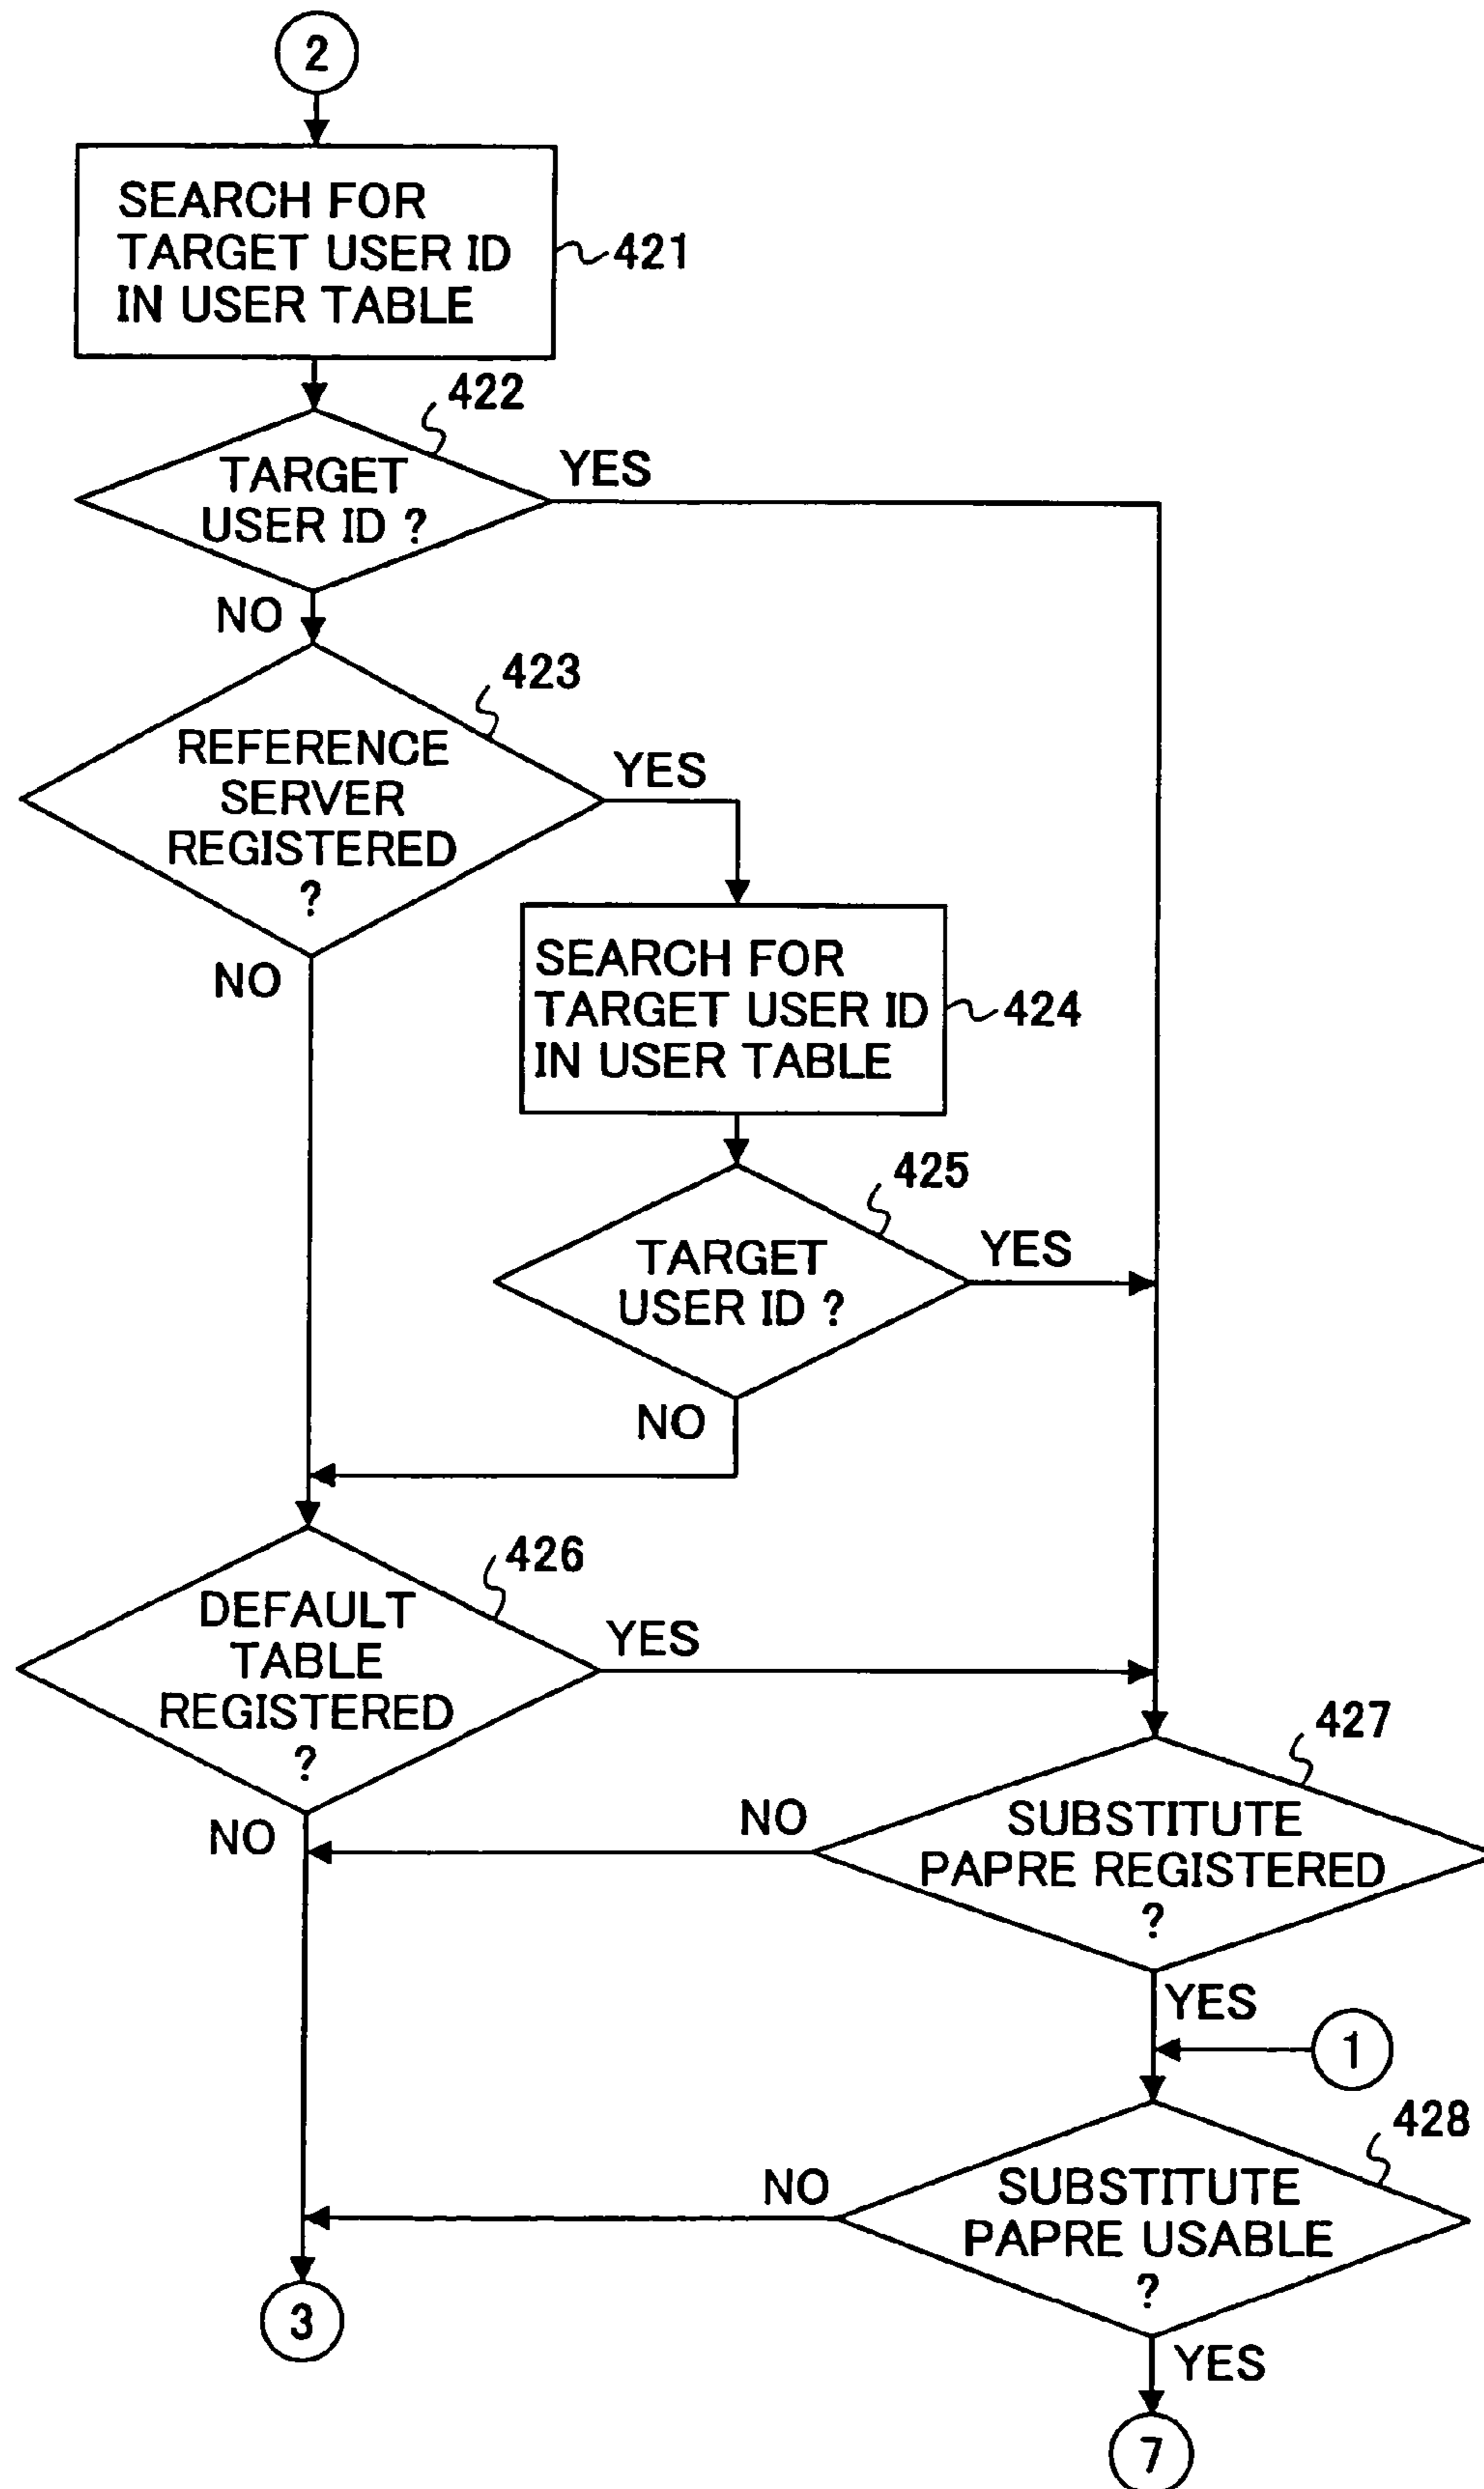 2
SEARCH FOR
TARGET USER ID
IN USER TABLE
421
422
TARGET
USER ID ?
YES
NO
423
REFERENCE
SERVER
REGISTERED
?
YES
NO
SEARCH FOR
TARGET USER ID
IN USER TABLE
424
425
TARGET
USER ID ?
YES
NO
426
DEFAULT
TABLE
REGISTERED
?
YES
NO
427
SUBSTITUTE
PAPRE REGISTERED
?
NO
YES
1
428
SUBSTITUTE
PAPRE USABLE
?
NO
YES
3
7